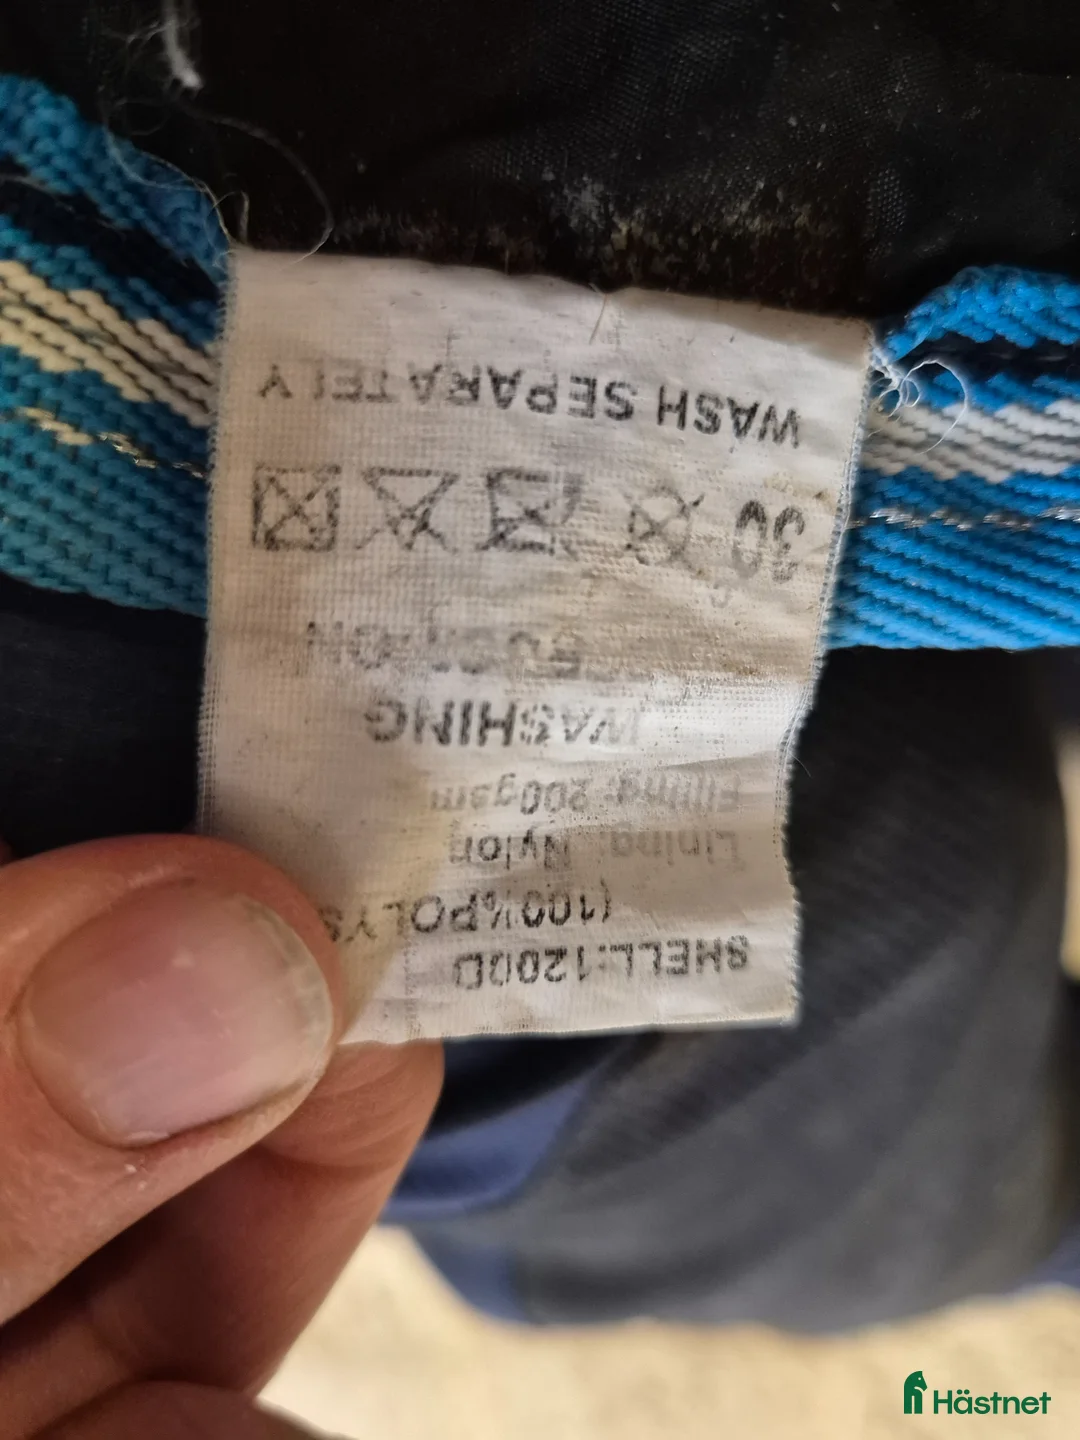 SHELL:1200D
(100%POLYS
Lining: Nylon
Filling: 200gsm
WASHING
30 °C
WASH SEPARATELY
Hästnet